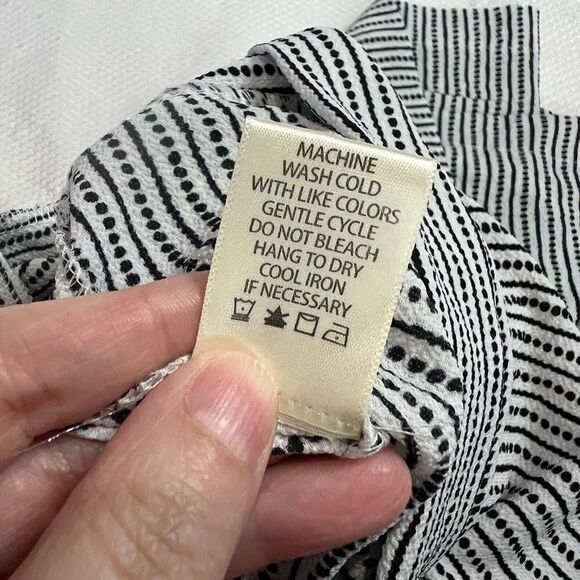 MACHINE
WASH COLD
WITH LIKE COLORS
GENTLE CYCLE
DO NOT BLEACH
HANG TO DRY
COOL IRON
IF NECESSARY